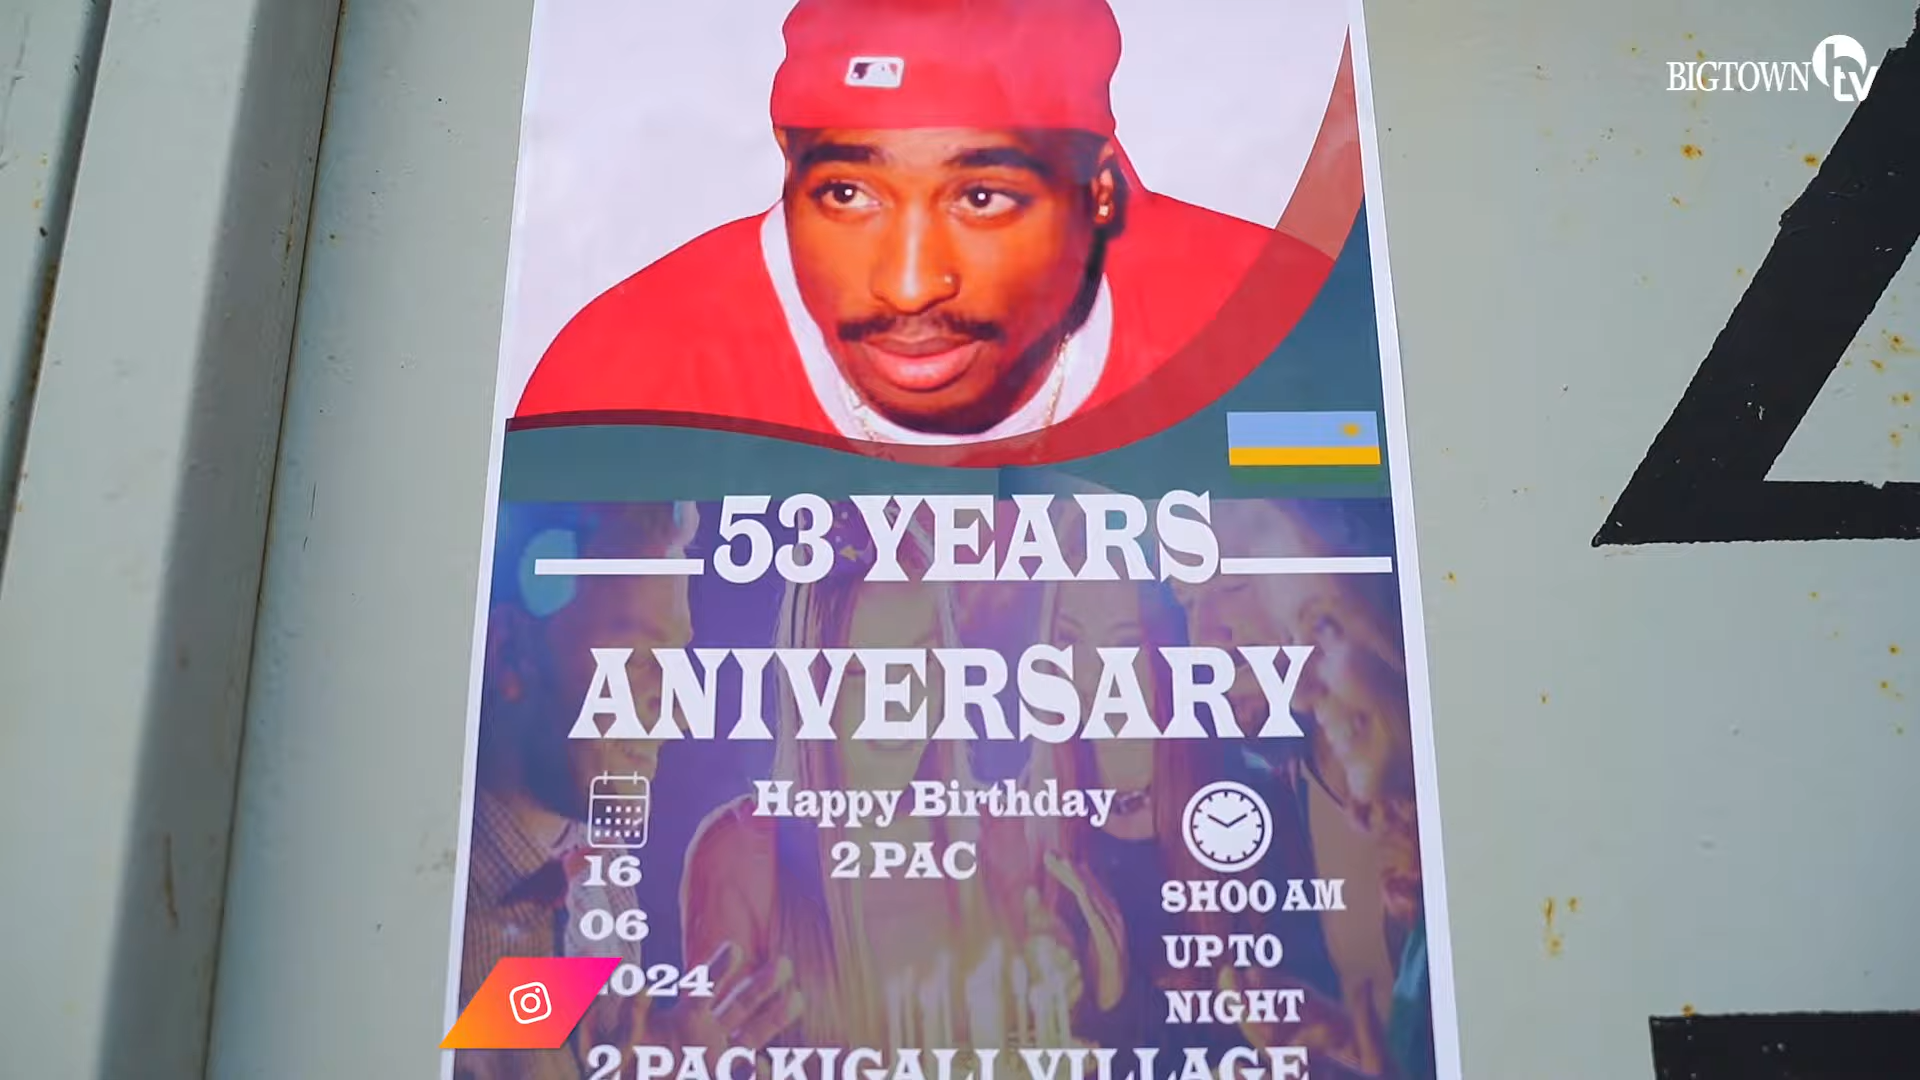 BIGTOWN tv
53 YEARS
ANIVERSARY
Happy Birthday
2 PAC
16
06
2024
8H00 AM
UP TO
NIGHT
2 PAC KIGALI VILLAGE